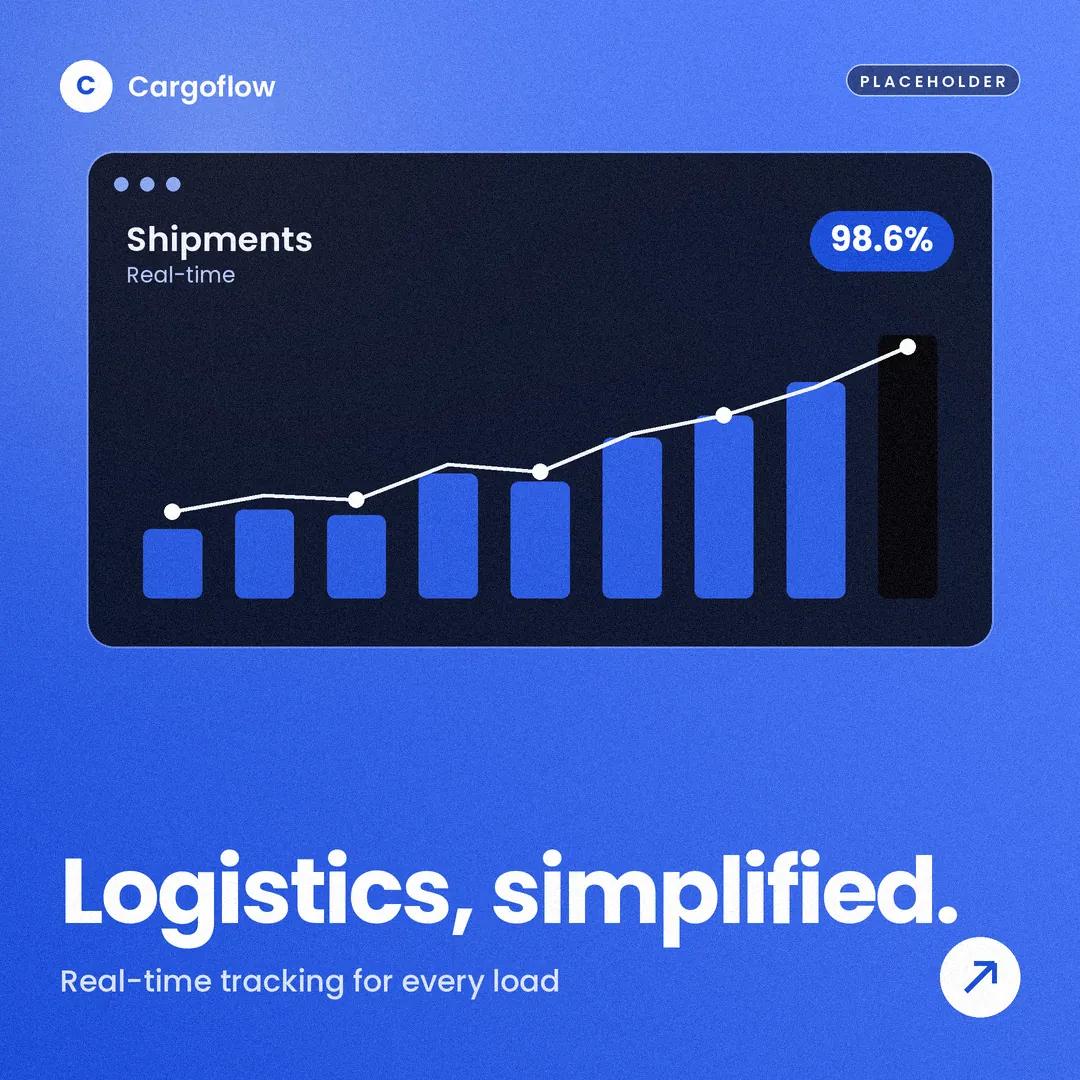 C Cargoflow
PLACEHOLDER
Shipments
98.6%
Real-time
Logistics, simplified.
Real-time tracking for every load